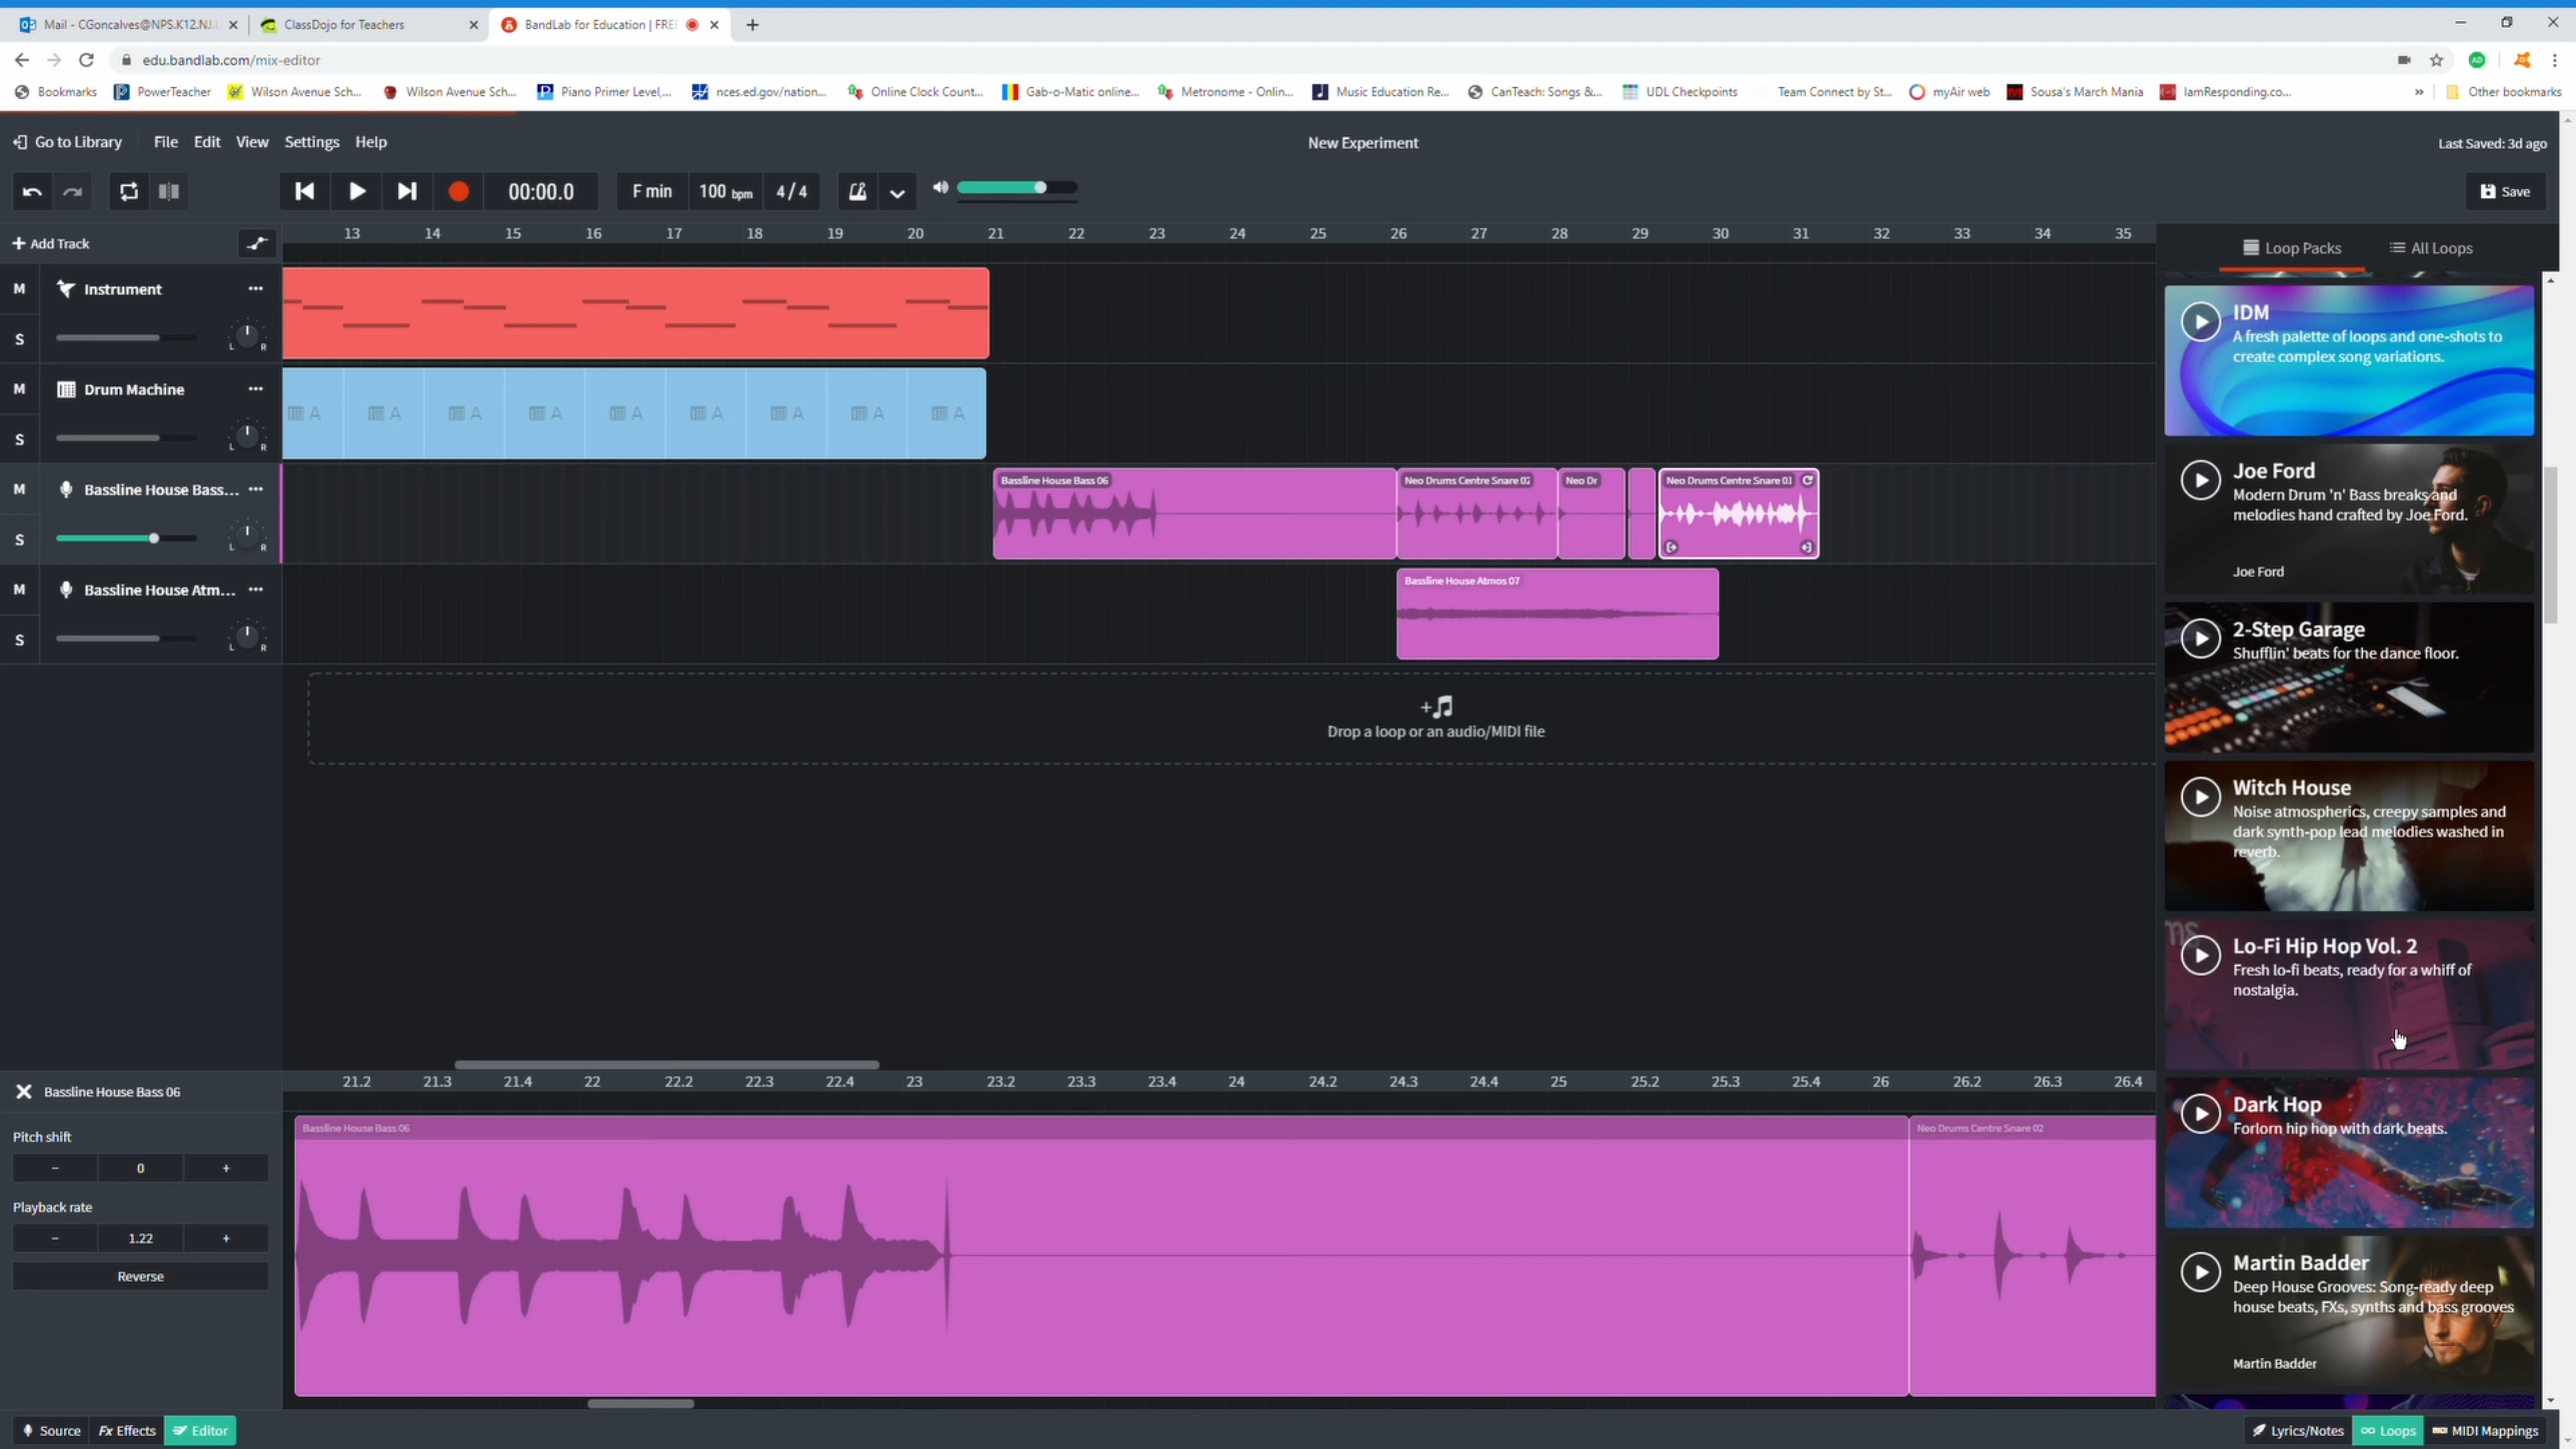 Mail - CGoncalves@NPS.K12.NJ.U
ClassDojo for Teachers
BandLab for Education | FREE
edu.bandlab.com/mix-editor
Bookmarks
PowerTeacher
Wilson Avenue Sch...
Wilson Avenue Sch...
Piano Primer Level,...
nces.ed.gov/nation...
Online Clock Count...
Gab-o-Matic online...
Metronome - Onlin...
Music Education Re...
CanTeach: Songs &...
UDL Checkpoints
Team Connect by St...
myAir web
Sousa's March Mania
IamResponding.co...
»
Other bookmarks
Go to Library
File Edit View Settings Help
New Experiment
Last Saved: 3d ago
00:00.0
F min
100 bpm
4/4
Save
+ Add Track
13 14 15 16 17 18 19 20 21 22 23 24 25 26 27 28 29 30 31 32 33 34 35
Loop Packs
All Loops
M Instrument ...
S L R
M Drum Machine ...
S L R
A A A A A A A A A
M Bassline House Bass... ...
S L R
Bassline House Bass 06
Neo Drums Centre Snare 02
Neo Dr
Neo Drums Centre Snare 01
M Bassline House Atm... ...
S L R
Bassline House Atmos 07
Drop a loop or an audio/MIDI file
IDM
A fresh palette of loops and one-shots to
create complex song variations.
Joe Ford
Modern Drum 'n' Bass breaks and
melodies hand crafted by Joe Ford.
Joe Ford
2-Step Garage
Shufflin' beats for the dance floor.
Witch House
Noise atmospherics, creepy samples and
dark synth-pop lead melodies washed in
reverb.
Lo-Fi Hip Hop Vol. 2
Fresh lo-fi beats, ready for a whiff of
nostalgia.
Dark Hop
Forlorn hip hop with dark beats.
Martin Badder
Deep House Grooves: Song-ready deep
house beats, FXs, synths and bass grooves
Martin Badder
Bassline House Bass 06
21.2 21.3 21.4 22 22.2 22.3 22.4 23 23.2 23.3 23.4 24 24.2 24.3 24.4 25 25.2 25.3 25.4 26 26.2 26.3 26.4
Bassline House Bass 06
Neo Drums Centre Snare 02
Pitch shift
- 0 +
Playback rate
- 1.22 +
Reverse
Source
Fx Effects
Editor
Lyrics/Notes
Loops
MIDI Mappings